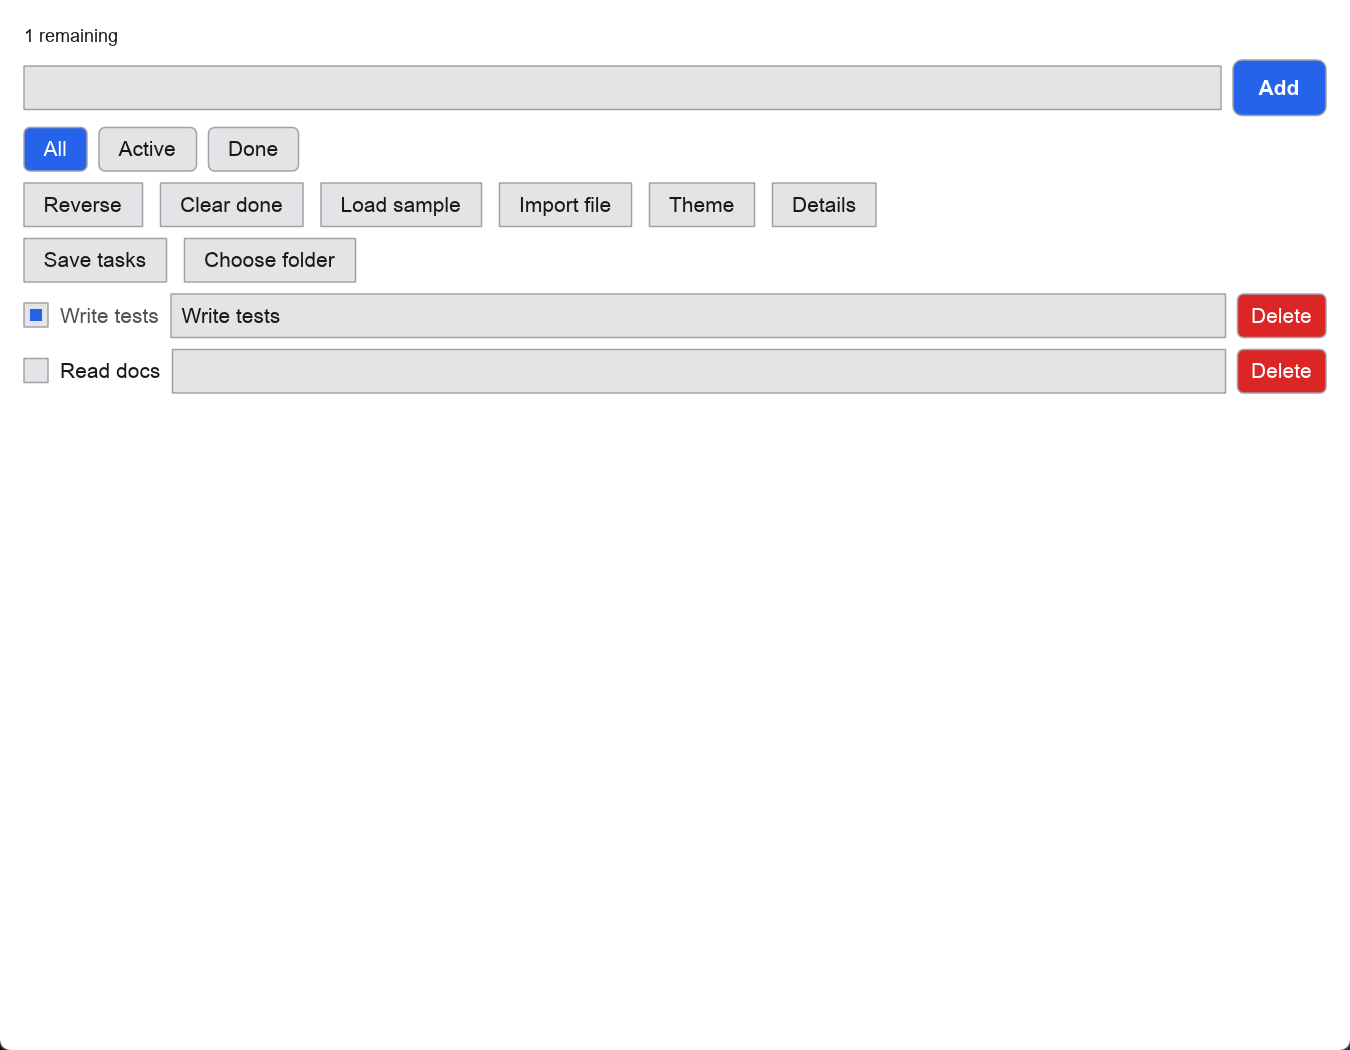 1 remaining
Add
All Active Done
Reverse Clear done Load sample Import file Theme Details
Save tasks Choose folder
Write tests Write tests Delete
Read docs Delete